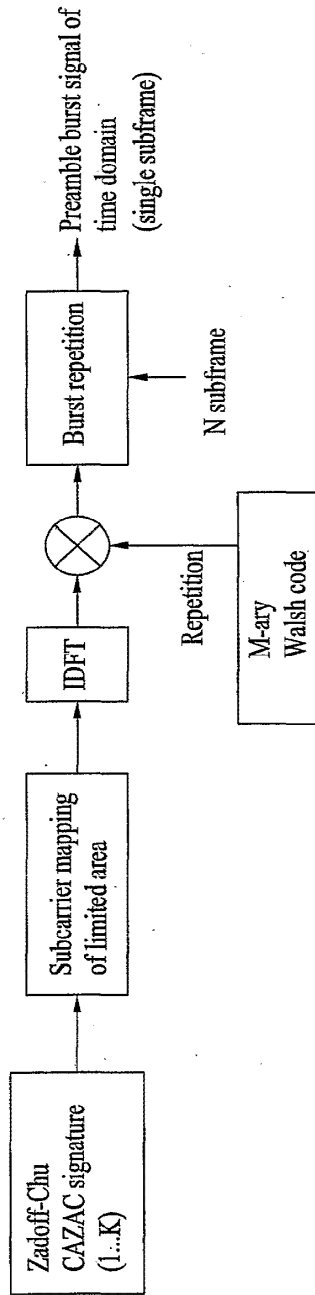 Zadoff-Chu
CAZAC signature
(1...K)
Subcarrier mapping
of limited area
IDFT
Repetition
M-ary
Walsh code
Burst repetition
N subframe
Preamble burst signal of
time domain
(single subframe)